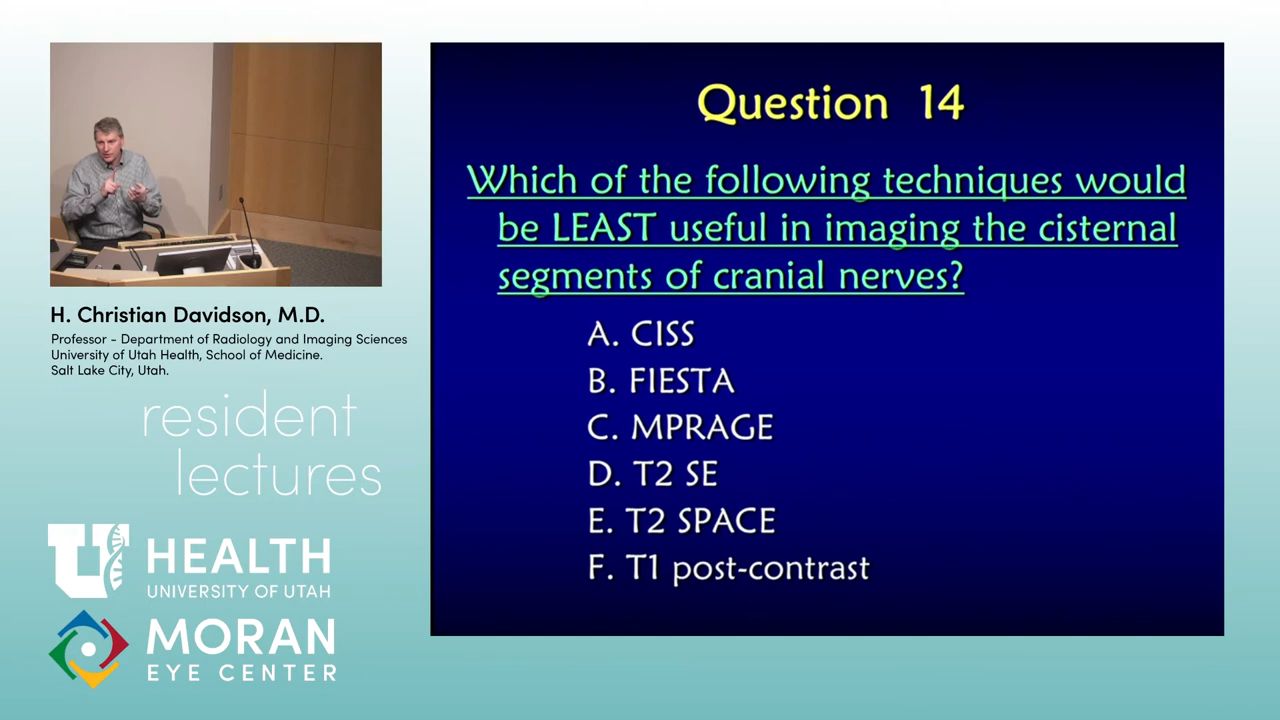 H. Christian Davidson, M.D.
Professor - Department of Radiology and Imaging Sciences
University of Utah Health, School of Medicine.
Salt Lake City, Utah.
resident
lectures
U HEALTH
UNIVERSITY OF UTAH
MORAN
EYE CENTER
Question 14
Which of the following techniques would
be LEAST useful in imaging the cisternal
segments of cranial nerves?
A. CISS
B. FIESTA
C. MPRAGE
D. T2 SE
E. T2 SPACE
F. T1 post-contrast